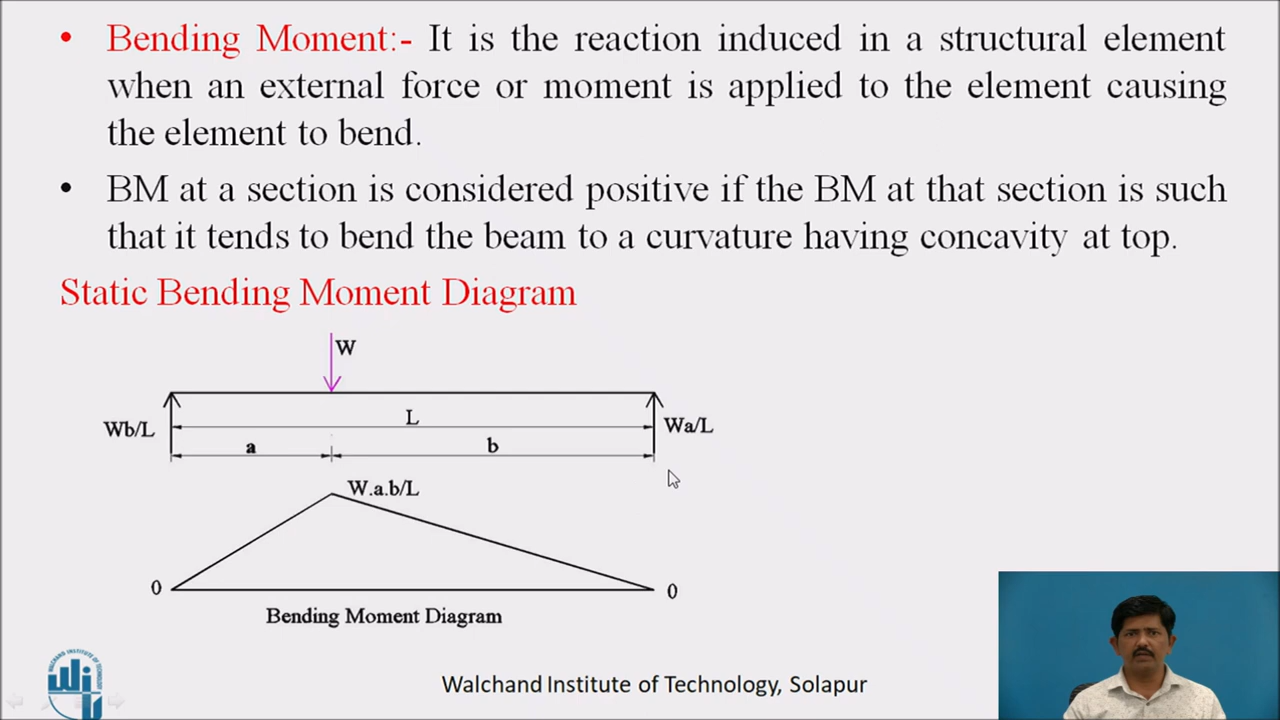 • Bending Moment:- It is the reaction induced in a structural element
when an external force or moment is applied to the element causing
the element to bend.
• BM at a section is considered positive if the BM at that section is such
that it tends to bend the beam to a curvature having concavity at top.
Static Bending Moment Diagram
W
L
Wb/L
Wa/L
a
b
W.a.b/L
0
0
Bending Moment Diagram
Walchand Institute of Technology, Solapur